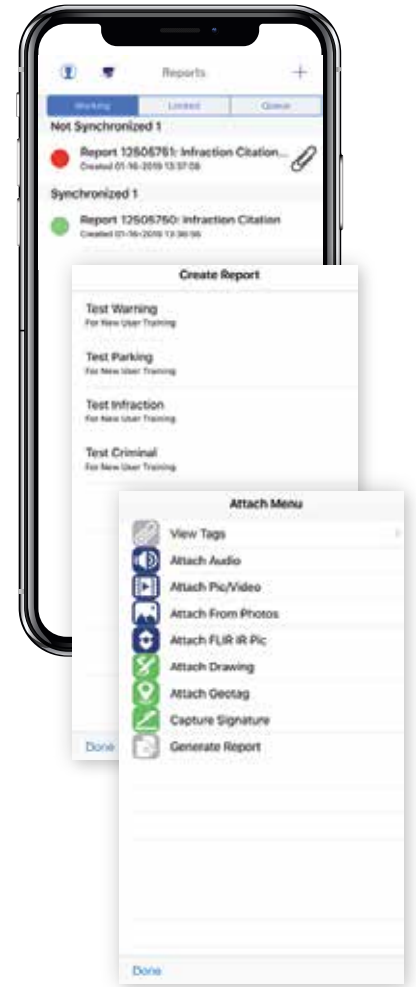 Reports
Working
Limited
Queue
Not Synchronized 1
Report 12605761: Infraction Citation...
Created 01-16-2019 13:37:08
Synchronized 1
Report 12605760: Infraction Citation
Created 01-16-2019 13:36:56
Create Report
Test Warning
For New User Training
Test Parking
For New User Training
Test Infraction
For New User Training
Test Criminal
For New User Training
Done
Attach Menu
View Tags
Attach Audio
Attach Pic/Video
Attach From Photos
Attach FLIR IR Pic
Attach Drawing
Attach Geotag
Capture Signature
Generate Report
Done